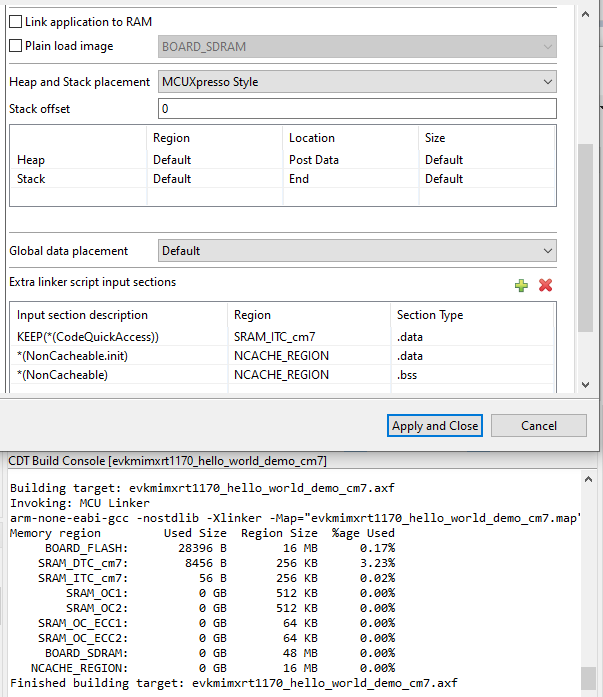 Link application to RAM
Plain load image BOARD_SDRAM
Heap and Stack placement MCUXpresso Style
Stack offset 0
Region Location Size
Heap Default Post Data Default
Stack Default End Default
Global data placement Default
Extra linker script input sections
Input section description Region Section Type
KEEP(*(CodeQuickAccess)) SRAM_ITC_cm7 .data
*(NonCacheable.init) NCACHE_REGION .data
*(NonCacheable) NCACHE_REGION .bss
Apply and Close Cancel
CDT Build Console [evkmimxrt1170_hello_world_demo_cm7]
Building target: evkmimxrt1170_hello_world_demo_cm7.axf
Invoking: MCU Linker
arm-none-eabi-gcc -nostdlib -Xlinker -Map="evkmimxrt1170_hello_world_demo_cm7.map"
Memory region Used Size Region Size %age Used
BOARD_FLASH: 28396 B 16 MB 0.17%
SRAM_DTC_cm7: 8456 B 256 KB 3.23%
SRAM_ITC_cm7: 56 B 256 KB 0.02%
SRAM_OC1: 0 GB 512 KB 0.00%
SRAM_OC2: 0 GB 512 KB 0.00%
SRAM_OC_ECC1: 0 GB 64 KB 0.00%
SRAM_OC_ECC2: 0 GB 64 KB 0.00%
BOARD_SDRAM: 0 GB 48 MB 0.00%
NCACHE_REGION: 0 GB 16 MB 0.00%
Finished building target: evkmimxrt1170_hello_world_demo_cm7.axf